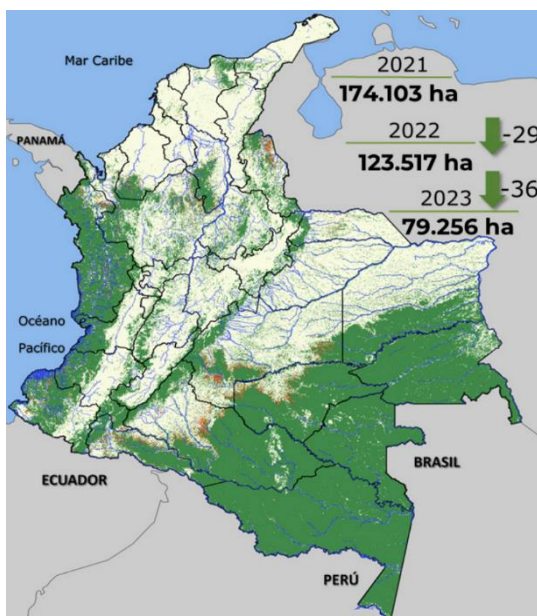 Mar Caribe
2021
174.103 ha
PANAMÁ
2022
-29
123.517 ha
2023
-36
79.256 ha
Océano
Pacífico
ECUADOR
BRASIL
PERÚ